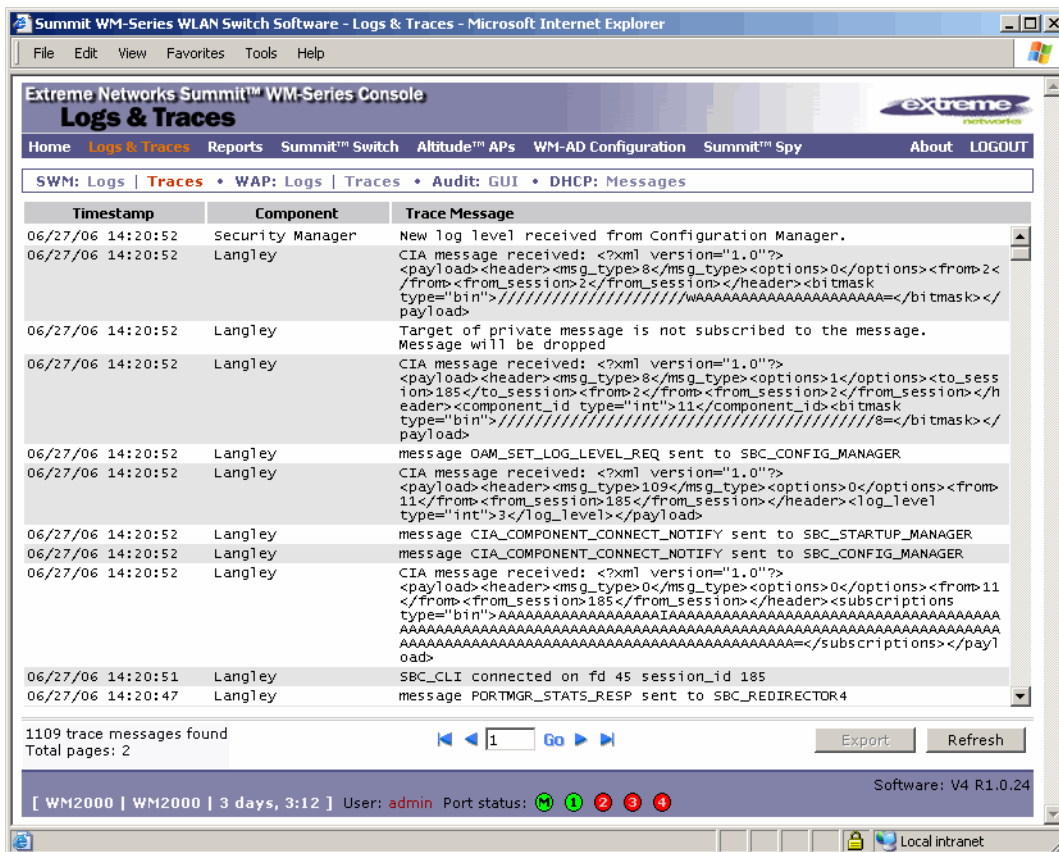 Summit WM-Series WLAN Switch Software - Logs & Traces - Microsoft Internet Explorer
File Edit View Favorites Tools Help
Extreme Networks Summit™ WM-Series Console
Logs & Traces
extreme
networks
Home Logs & Traces Reports Summit™ Switch Altitude™ APs WM-AD Configuration Summit™ Spy About LOGOUT
SWM: Logs | Traces • WAP: Logs | Traces • Audit: GUI • DHCP: Messages
Timestamp Component Trace Message
06/27/06 14:20:52 Security Manager New log level received from Configuration Manager.
06/27/06 14:20:52 Langley CIA message received: <?xml version="1.0"?>
<payload><header><msg_type>8</msg_type><options>0</options><from>2<
/from><from_session>2</from_session></header><bitmask
type="bin">/////////////////////wAAAAAAAAAAAAAAAAAAAAA=</bitmask></
payload>
06/27/06 14:20:52 Langley Target of private message is not subscribed to the message.
Message will be dropped
06/27/06 14:20:52 Langley CIA message received: <?xml version="1.0"?>
<payload><header><msg_type>8</msg_type><options>1</options><to_sess
ion>185</to_session><from>2</from><from_session>2</from_session></h
eader><component_id type="int">11</component_id><bitmask
type="bin">//////////////////////////////////////////8=</bitmask></
payload>
06/27/06 14:20:52 Langley message OAM_SET_LOG_LEVEL_REQ sent to SBC_CONFIG_MANAGER
06/27/06 14:20:52 Langley CIA message received: <?xml version="1.0"?>
<payload><header><msg_type>109</msg_type><options>0</options><from>
11</from><from_session>185</from_session></header><log_level
type="int">3</log_level></payload>
06/27/06 14:20:52 Langley message CIA_COMPONENT_CONNECT_NOTIFY sent to SBC_STARTUP_MANAGER
06/27/06 14:20:52 Langley message CIA_COMPONENT_CONNECT_NOTIFY sent to SBC_CONFIG_MANAGER
06/27/06 14:20:52 Langley CIA message received: <?xml version="1.0"?>
<payload><header><msg_type>0</msg_type><options>0</options><from>11
</from><from_session>185</from_session></header><subscriptions
type="bin">AAAAAAAAAAAAAAAAAAIAAAAAAAAAAAAAAAAAAAAAAAAAAAAAAAAAAAAA
AAAAAAAAAAAAAAAAAAAAAAAAAAAAAAAAAAAAAAAAAAAAAAAAAAAAAAAAAAAAAAAAAAA
AAAAAAAAAAAAAAAAAAAAAAAAAAAAAAAAAAAAAAAAAAAA=</subscriptions></payl
oad>
06/27/06 14:20:51 Langley SBC_CLI connected on fd 45 session_id 185
06/27/06 14:20:47 Langley message PORTMGR_STATS_RESP sent to SBC_REDIRECTOR4
1109 trace messages found
Total pages: 2
1 Go
Export Refresh
Software: V4 R1.0.24
[ WM2000 | WM2000 | 3 days, 3:12 ] User: admin Port status: M 1 2 3 4
Local intranet